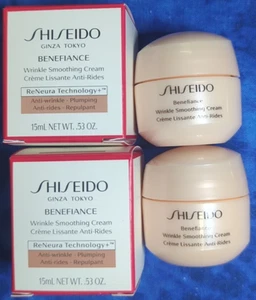 SHISEIDO
GINZA TOKYO
BENEFIANCE
Wrinkle Smoothing Cream
Crème Lissante Anti-Rides
ReNeura Technology+™
Anti-wrinkle · Plumping
Anti-rides · Repulpant
15ml NET WT. .53 OZ.
SHISEIDO
Benefiance
Wrinkle Smoothing Cream
Crème Lissante Anti-Rides
SHISEIDO
GINZA TOKYO
BENEFIANCE
Wrinkle Smoothing Cream
Crème Lissante Anti-Rides
ReNeura Technology+™
Anti-wrinkle · Plumping
Anti-rides · Repulpant
15ml NET WT. .53 OZ.
SHISEIDO
Benefiance
Wrinkle Smoothing Cream
Crème Lissante Anti-Rides